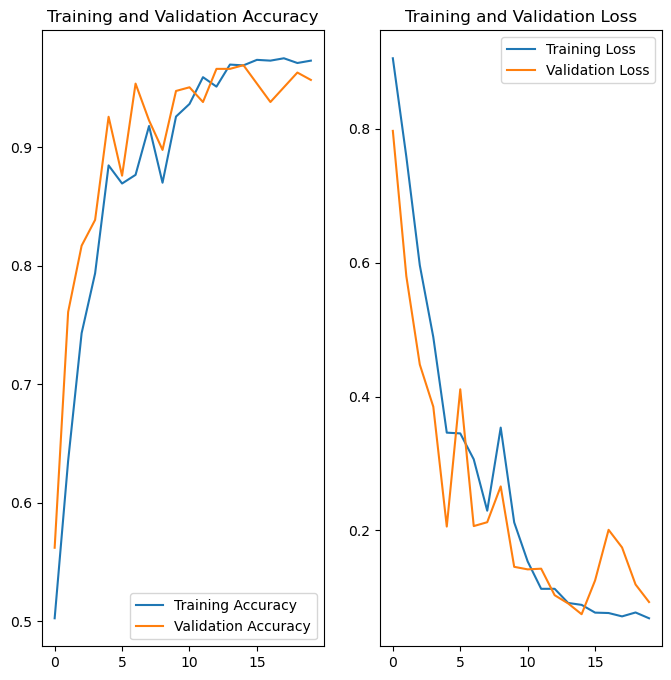 Training and Validation Accuracy
0.9
0.8
0.7
0.6
0.5
0 5 10 15
Training Accuracy
Validation Accuracy
Training and Validation Loss
Training Loss
Validation Loss
0.8
0.6
0.4
0.2
0 5 10 15